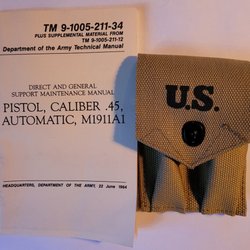 TM 9-1005-211-34
PLUS SUPPLEMENTAL MATERIAL FROM
TM 9-1005-211-12
Department of the Army Technical Manual
DIRECT AND GENERAL
SUPPORT MAINTENANCE MANUAL
PISTOL, CALIBER .45,
AUTOMATIC, M1911A1
HEADQUARTERS, DEPARTMENT OF THE ARMY, 22 June 1964
U.S.